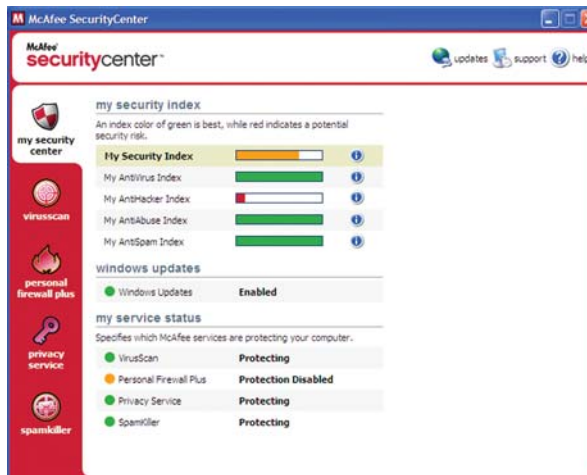 McAfee SecurityCenter
McAfee
securitycenter
updates support help
my security center
virusscan
personal firewall plus
privacy service
spamkiller
my security index
An index color of green is best, while red indicates a potential
security risk.
My Security Index
My AntiVirus Index
My AntiHacker Index
My AntiAbuse Index
My AntiSpam Index
windows updates
Windows Updates Enabled
my service status
Specifies which McAfee services are protecting your computer.
VirusScan Protecting
Personal Firewall Plus Protection Disabled
Privacy Service Protecting
SpamKiller Protecting